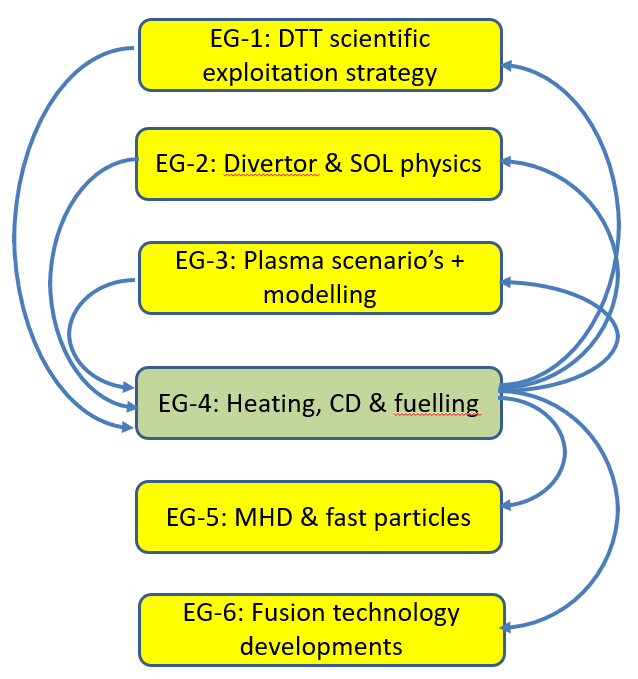 EG-1: DTT scientific
exploitation strategy
EG-2: Divertor & SOL physics
EG-3: Plasma scenario’s +
modelling
EG-4: Heating, CD & fuelling
EG-5: MHD & fast particles
EG-6: Fusion technology
developments